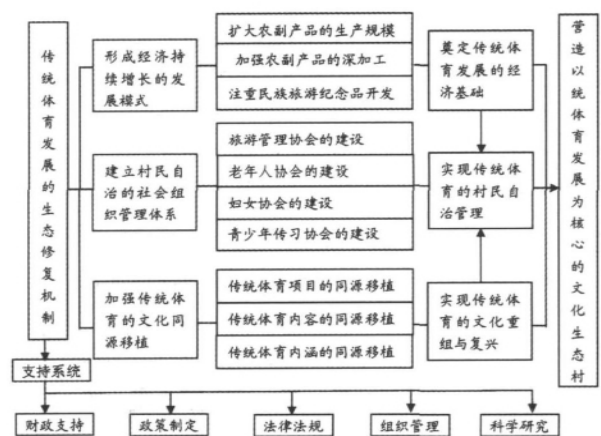 传统体育发展的生态修复机制
形成经济持
续增长的发
展模式
扩大农副产品的生产规模
加强农副产品的深加工
注重民族旅游纪念品开发
奠定传统体
育发展的经
济基础
建立村民自
治的社会组
织管理体系
旅游管理协会的建设
老年人协会的建设
妇女协会的建设
青少年传习协会的建设
实现传统体
育的村民自
治管理
加强传统体
育的文化同
源移植
传统体育项目的同源移植
传统体育内容的同源移植
传统体育内涵的同源移植
实现传统体
育的文化重
组与复兴
营造以统体育发展为核心的文化生态村
支持系统
财政支持
政策制定
法律法规
组织管理
科学研究